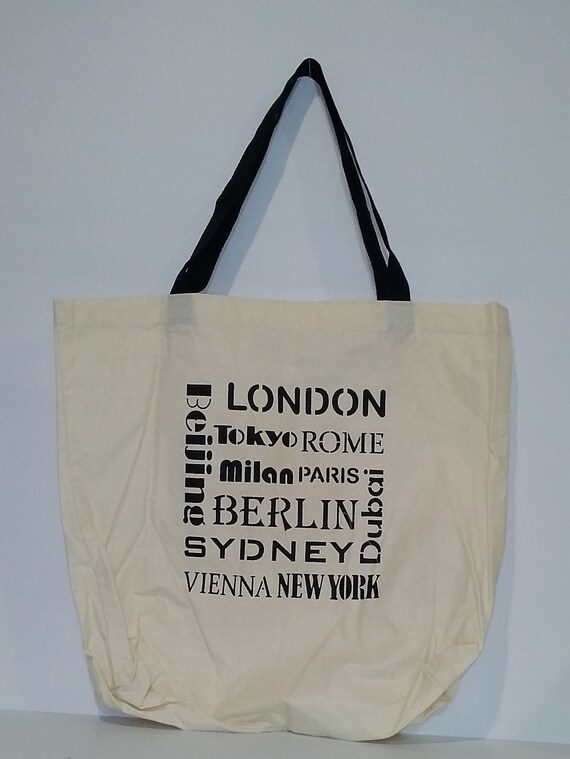 Beijing
LONDON
Tokyo ROME
Milan PARIS
BERLIN
Dubai
SYDNEY
VIENNA NEW YORK